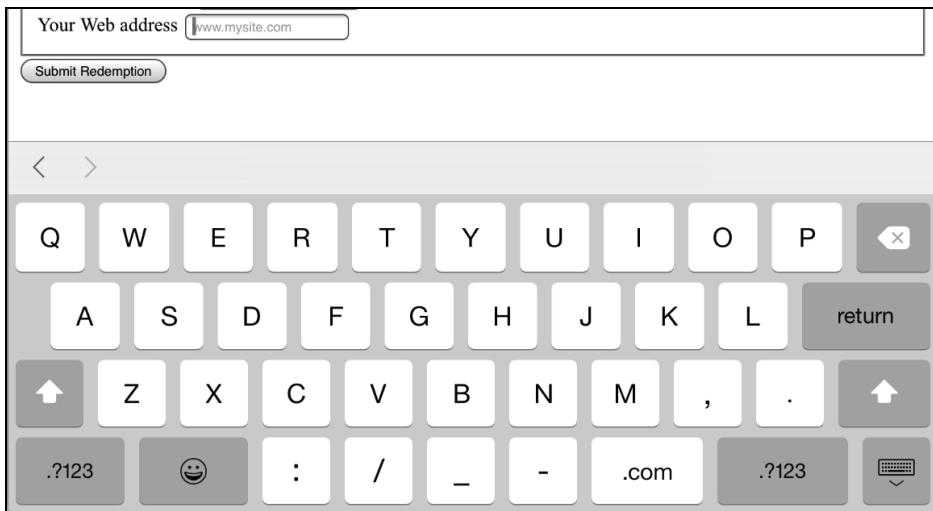 Your Web address www.mysite.com
Submit Redemption
Q W E R T Y U I O P
A S D F G H J K L return
Z X C V B N M , .
.?123 : / _ - .com .?123